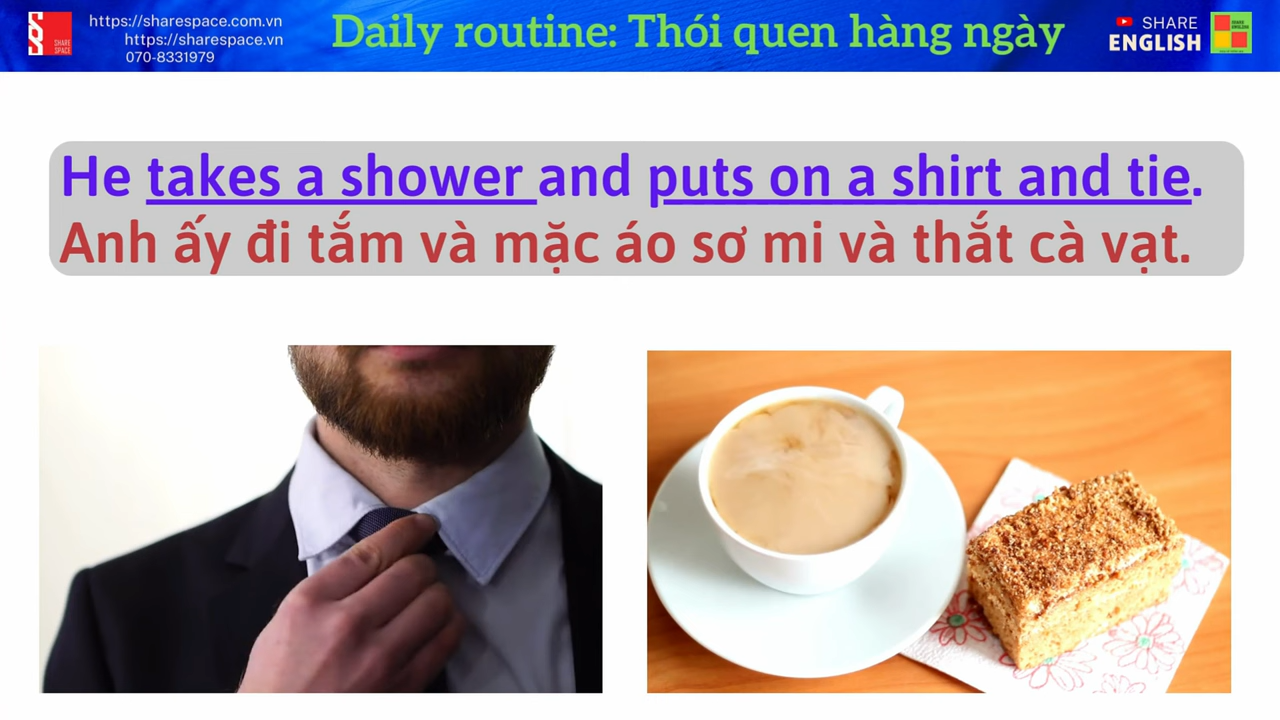 https://sharespace.com.vn
https://sharespace.vn
070-8331979
SHARE
SPACE
Daily routine: Thói quen hàng ngày
SHARE
ENGLISH
He takes a shower and puts on a shirt and tie.
Anh ấy đi tắm và mặc áo sơ mi và thắt cà vạt.